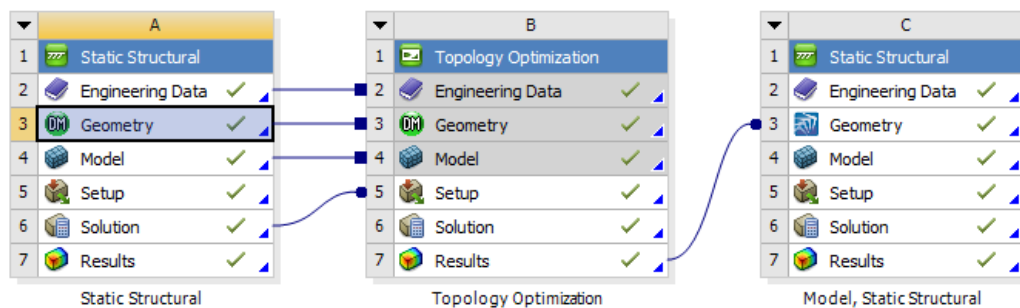 A
1 Static Structural
2 Engineering Data
3 DM Geometry
4 Model
5 Setup
6 Solution
7 Results
Static Structural
B
1 Topology Optimization
2 Engineering Data
3 DM Geometry
4 Model
5 Setup
6 Solution
7 Results
Topology Optimization
C
1 Static Structural
2 Engineering Data
3 Geometry
4 Model
5 Setup
6 Solution
7 Results
Model, Static Structural